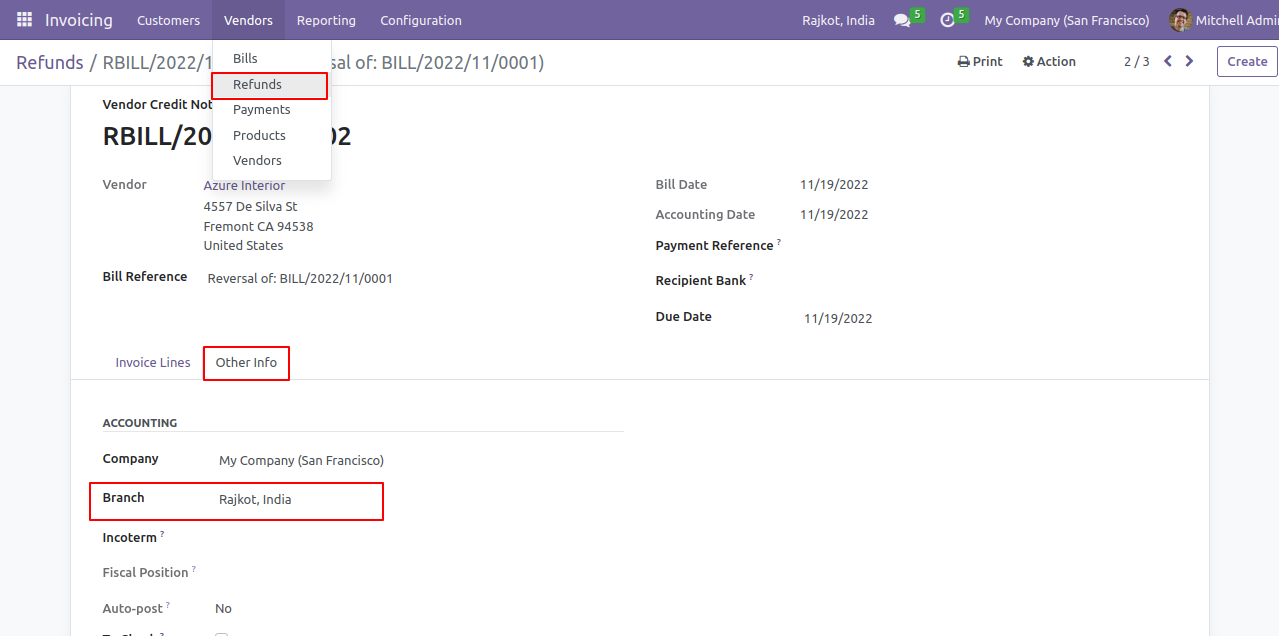 Invoicing Customers Vendors Reporting Configuration Rajkot, India 5 5 My Company (San Francisco) Mitchell Admi
Refunds / RBILL/2022/1 sal of: BILL/2022/11/0001) Print Action 2 / 3 Create
Bills
Refunds
Payments
Products
Vendors
Vendor Credit Not
RBILL/20 02
Vendor Azure Interior
4557 De Silva St
Fremont CA 94538
United States
Bill Reference Reversal of: BILL/2022/11/0001
Bill Date 11/19/2022
Accounting Date 11/19/2022
Payment Reference ?
Recipient Bank ?
Due Date 11/19/2022
Invoice Lines Other Info
ACCOUNTING
Company My Company (San Francisco)
Branch Rajkot, India
Incoterm ?
Fiscal Position ?
Auto-post ? No